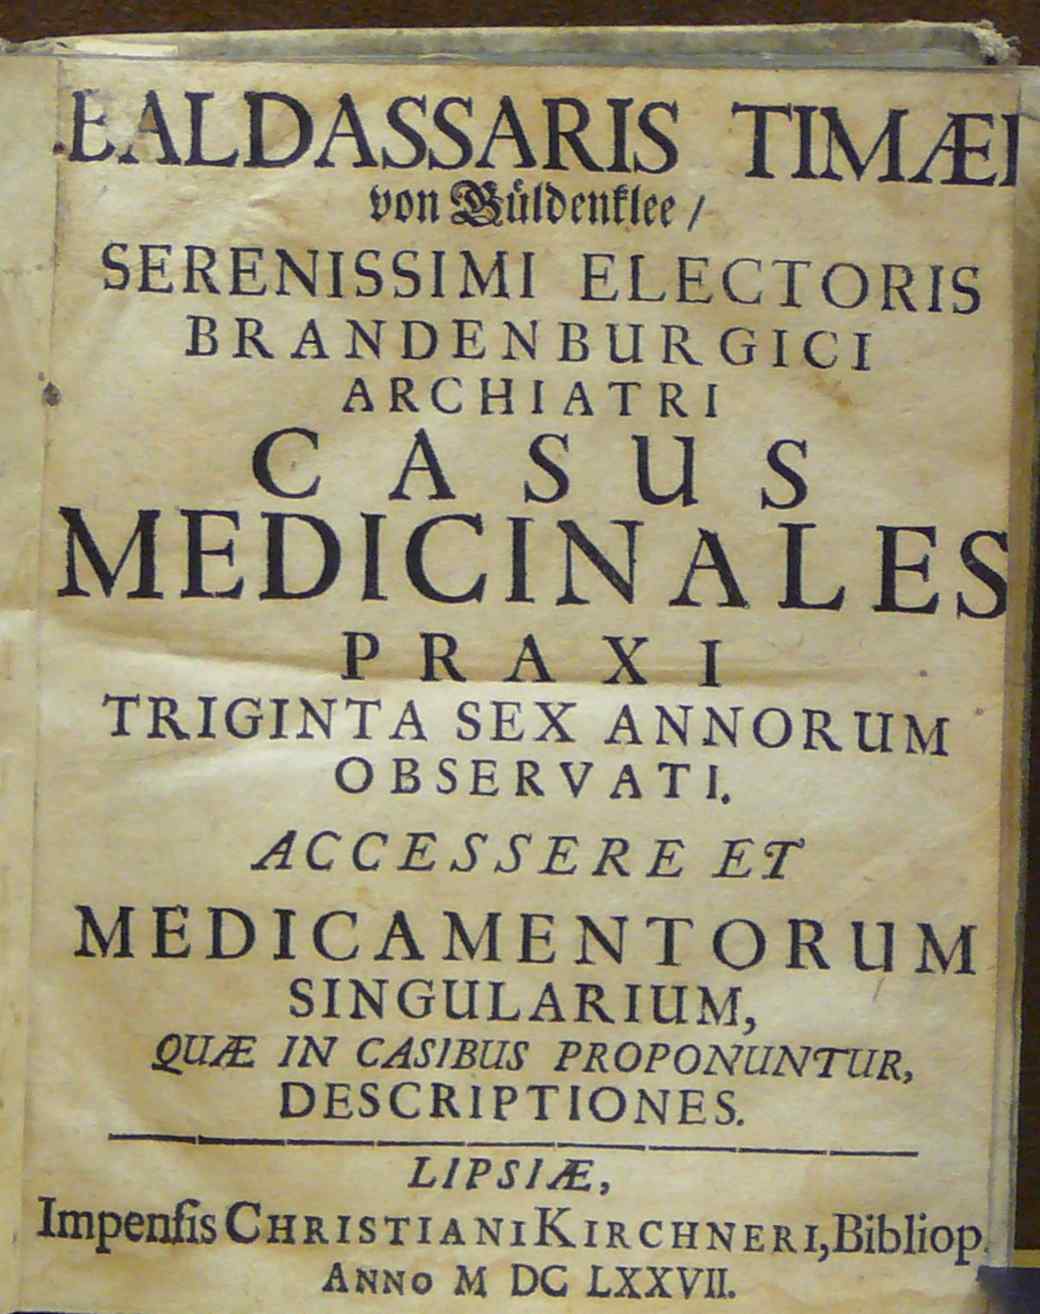 BALDASSARIS TIMÆI
von Güldenklee /
SERENISSIMI ELECTORIS
BRANDENBURGICI
ARCHIATRI
CASUS
MEDICINALES
PRAXI
TRIGINTA SEX ANNORUM
OBSERVATI.
ACCESSERE ET
MEDICAMENTORUM
SINGULARIUM,
QUÆ IN CASIBUS PROPONUNTUR,
DESCRIPTIONES.
LIPSIÆ,
Impensis CHRISTIANI KIRCHNERI, Bibliop.
ANNO M DC LXXVII.